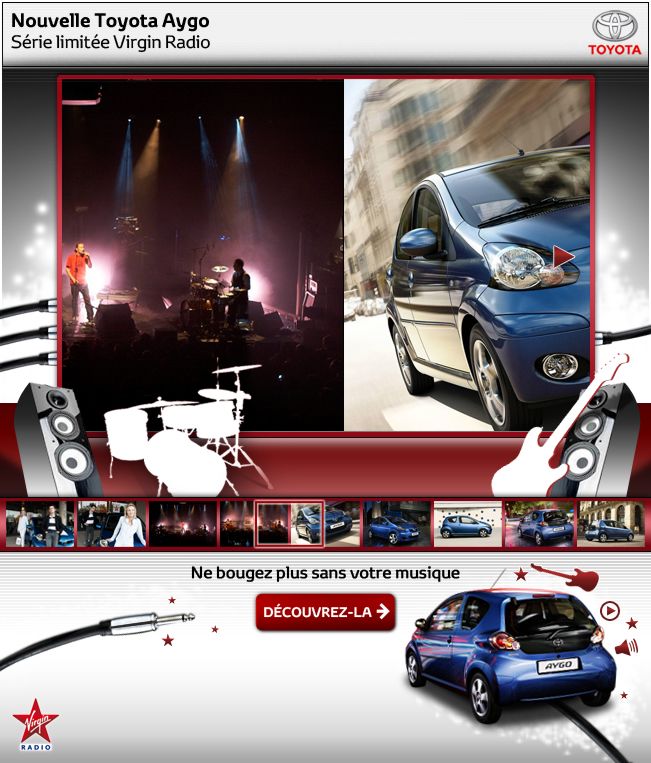 Nouvelle Toyota Aygo
Série limitée Virgin Radio
TOYOTA
Ne bougez plus sans votre musique
DÉCOUVREZ-LA
AYGO
Virgin
RADIO